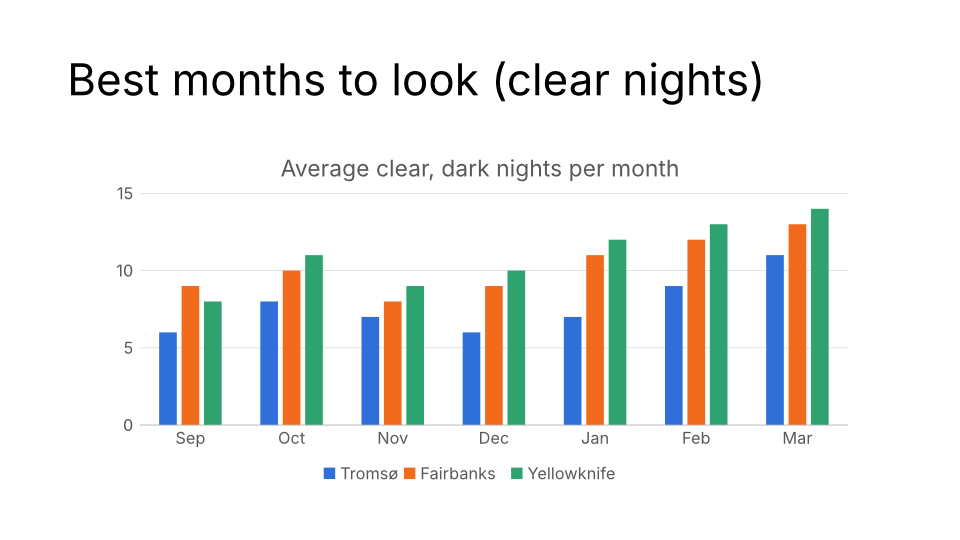 Best months to look (clear nights)
Average clear, dark nights per month
15
10
5
0
Sep Oct Nov Dec Jan Feb Mar
Tromsø Fairbanks Yellowknife